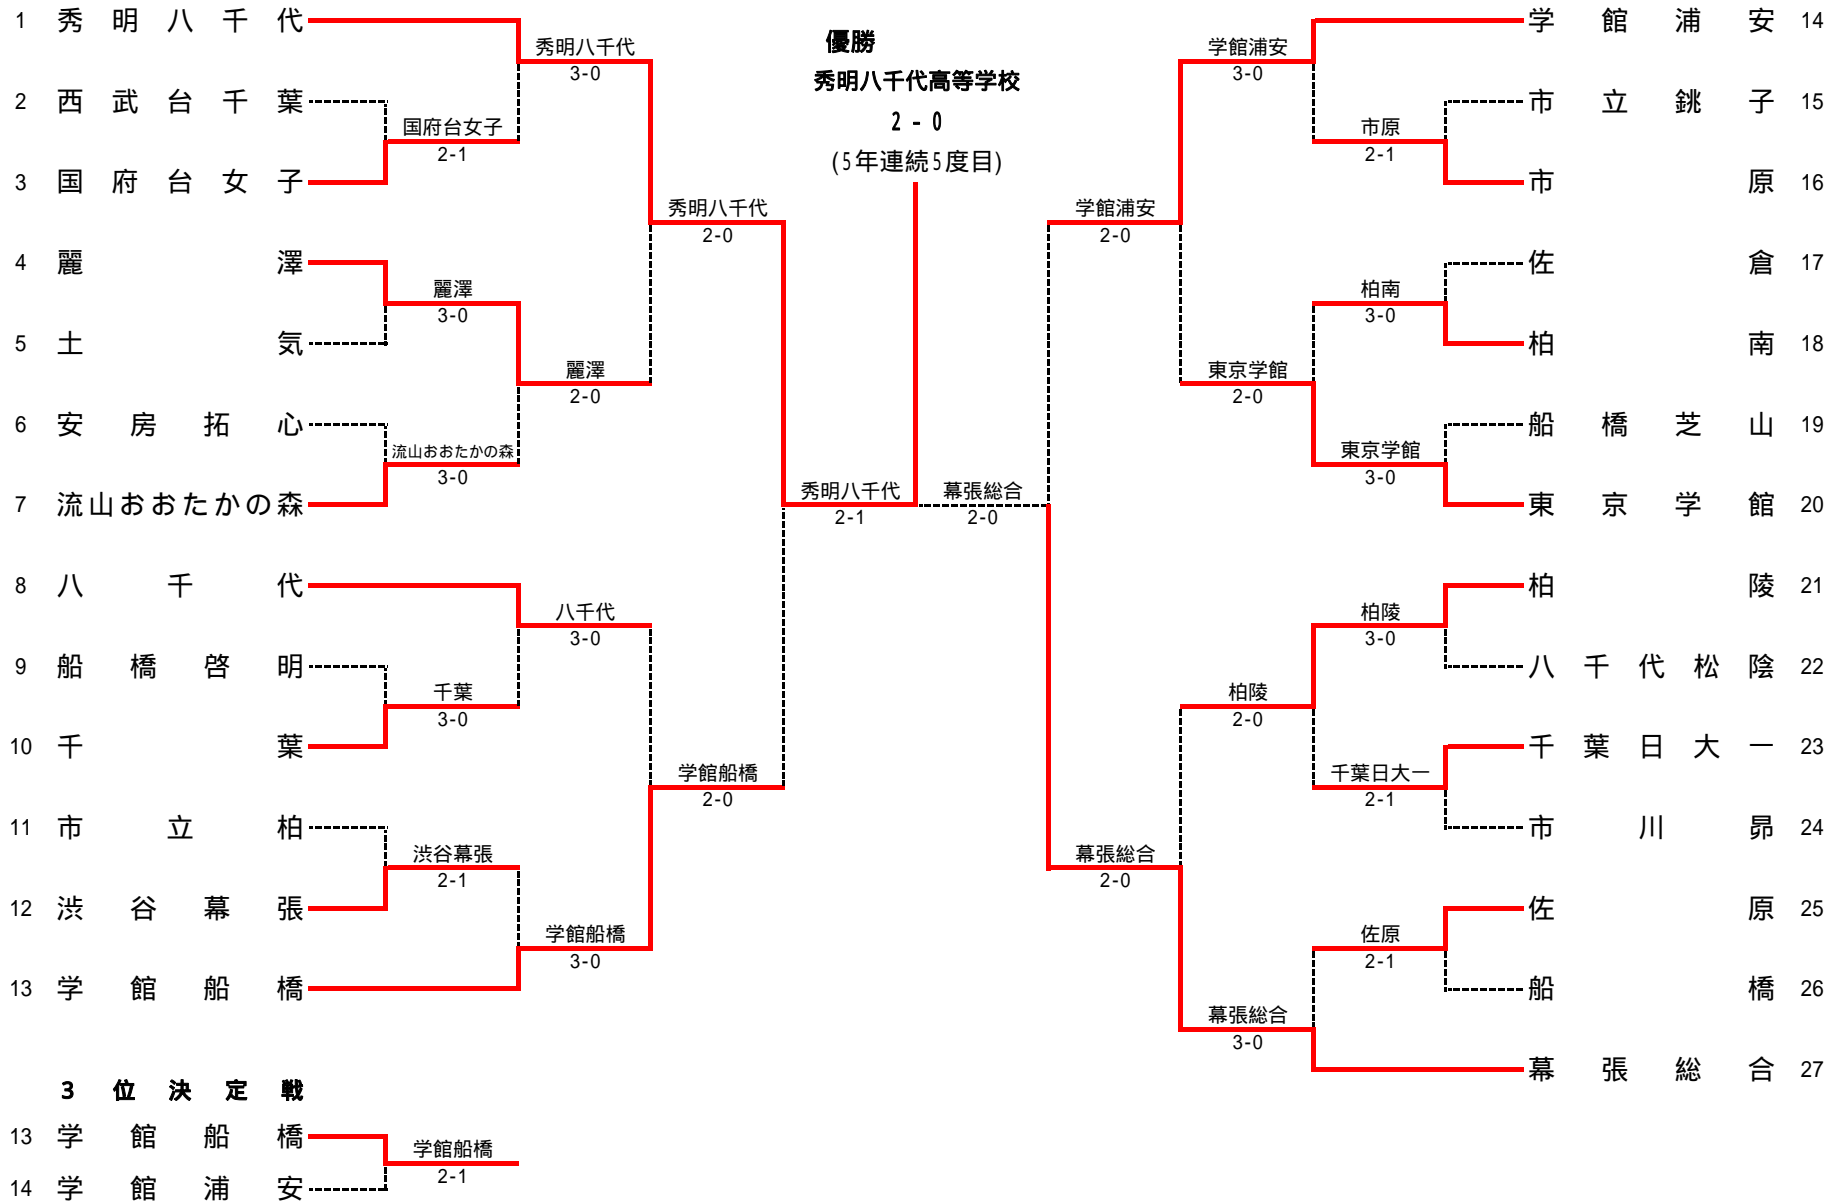 1 秀明八千代
2 西武台千葉
3 国府台女子
4 麗澤
5 土気
6 安房拓心
7 流山おおたかの森
8 八千代
9 船橋啓明
10 千葉
11 市立柏
12 渋谷幕張
13 学館船橋
国府台女子
2-1
麗澤
3-0
流山おおたかの森
3-0
千葉
3-0
渋谷幕張
2-1
秀明八千代
3-0
麗澤
2-0
八千代
3-0
学館船橋
3-0
秀明八千代
2-0
学館船橋
2-0
秀明八千代
2-1
優勝
秀明八千代高等学校
2 - 0
(5年連続5度目)
幕張総合
2-0
学館浦安
2-0
幕張総合
2-0
学館浦安
3-0
東京学館
2-0
柏陵
2-0
幕張総合
3-0
市原
2-1
柏南
3-0
東京学館
3-0
柏陵
3-0
千葉日大一
2-1
佐原
2-1
学館浦安 14
市立銚子 15
市原 16
佐倉 17
柏南 18
船橋芝山 19
東京学館 20
柏陵 21
八千代松陰 22
千葉日大一 23
市川昴 24
佐原 25
船橋 26
幕張総合 27
3位決定戦
13 学館船橋
14 学館浦安
学館船橋
2-1